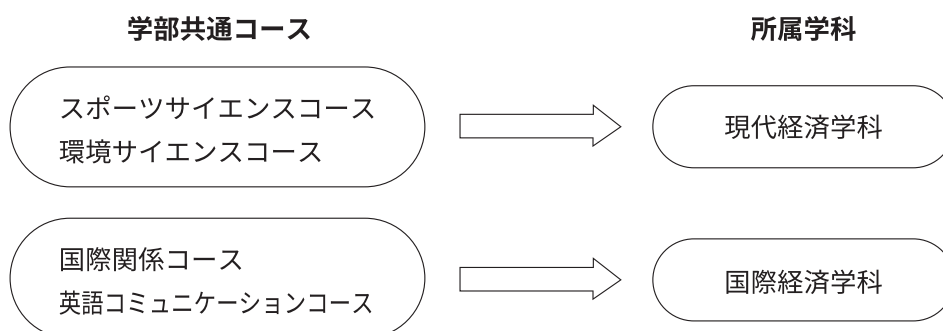 学部共通コース
所属学科
スポーツサイエンスコース
環境サイエンスコース
現代経済学科
国際関係コース
英語コミュニケーションコース
国際経済学科